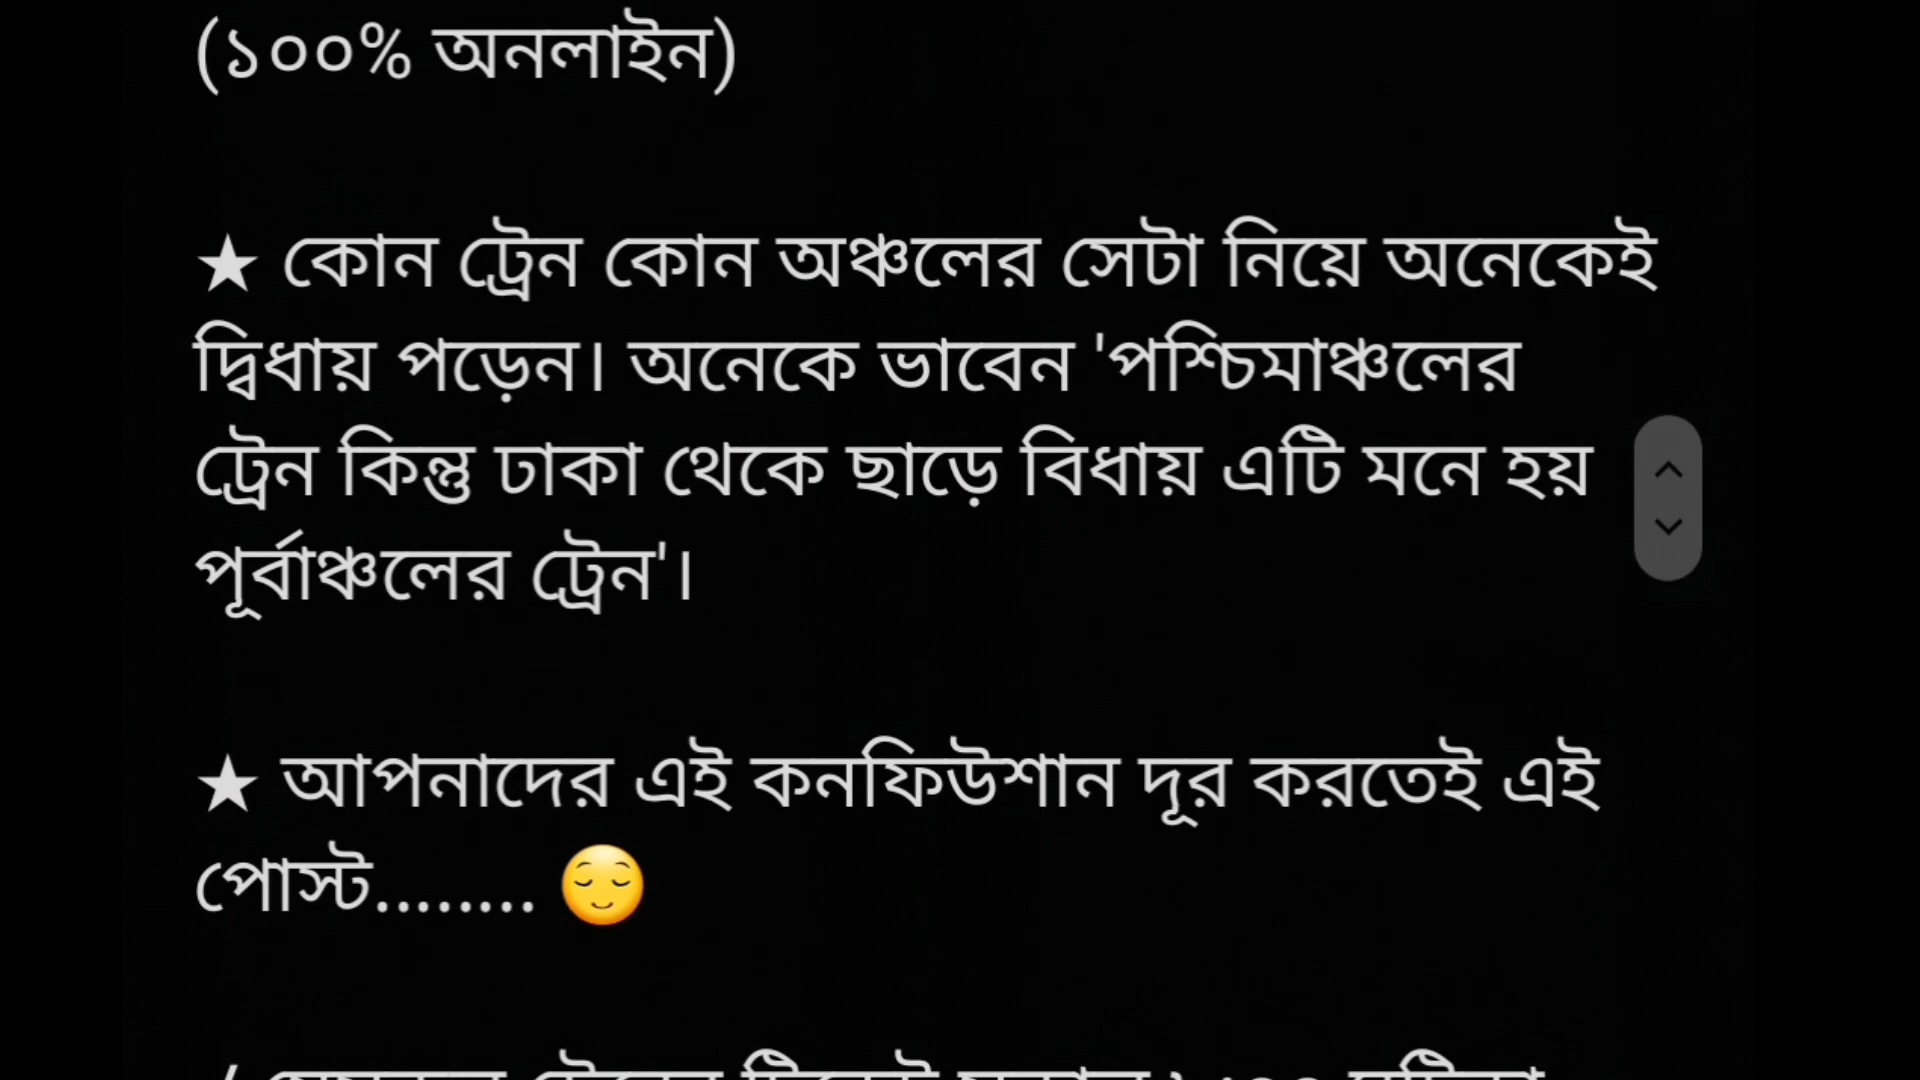 (১০০% অনলাইন)
★ কোন ট্রেন কোন অঞ্চলের সেটা নিয়ে অনেকেই
দ্বিধায় পড়েন। অনেকে ভাবেন 'পশ্চিমাঞ্চলের
ট্রেন কিন্তু ঢাকা থেকে ছাড়ে বিধায় এটি মনে হয়
পূর্বাঞ্চলের ট্রেন'।
★ আপনাদের এই কনফিউশান দূর করতেই এই
পোস্ট........ 😌